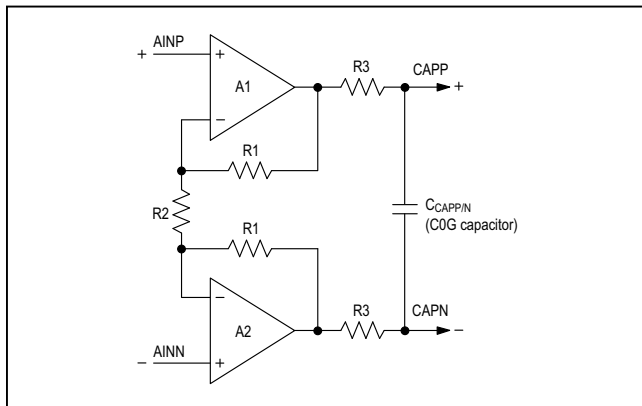 + AINP + A1 R3 CAPP +
−
R1
R2
CCAPP/N
(C0G capacitor)
R1
−
A2 R3 CAPN −
− AINN +